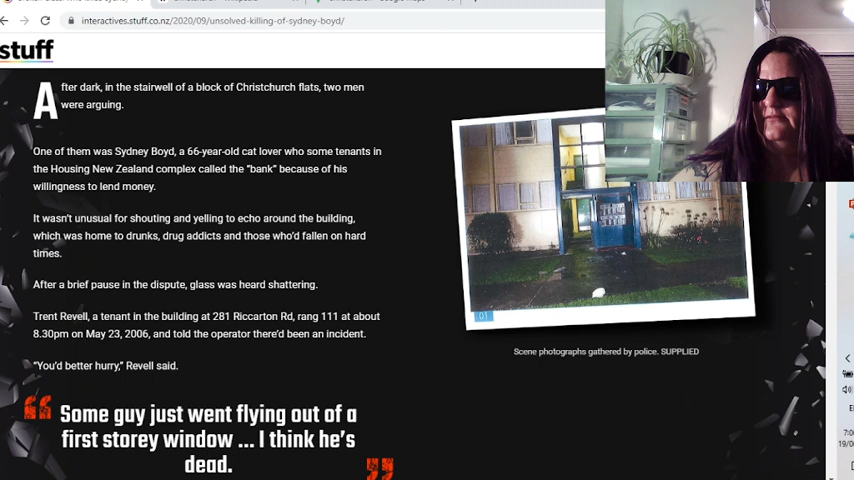 interactives.stuff.co.nz/2020/09/unsolved-killing-of-sydney-boyd/
stuff
After dark, in the stairwell of a block of Christchurch flats, two men
were arguing.
One of them was Sydney Boyd, a 66-year-old cat lover who some tenants in
the Housing New Zealand complex called the “bank” because of his
willingness to lend money.
It wasn’t unusual for shouting and yelling to echo around the building,
which was home to drunks, drug addicts and those who’d fallen on hard
times.
After a brief pause in the dispute, glass was heard shattering.
Trent Revell, a tenant in the building at 281 Riccarton Rd, rang 111 at about
8.30pm on May 23, 2006, and told the operator there’d been an incident.
“You’d better hurry,” Revell said.
“Some guy just went flying out of a
first storey window ... I think he’s
dead.”
01
Scene photographs gathered by police. SUPPLIED